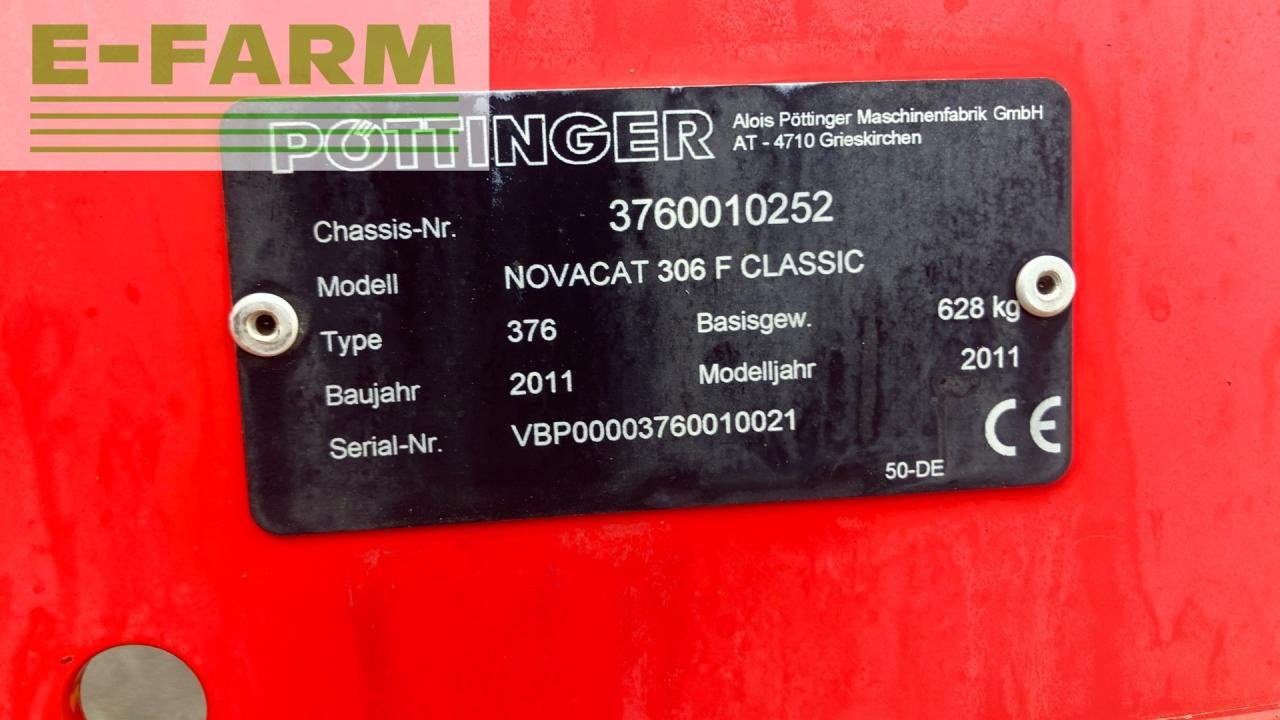 E-FARM
PÖTTINGER
Alois Pöttinger Maschinenfabrik GmbH
AT - 4710 Grieskirchen
Chassis-Nr. 3760010252
Modell NOVACAT 306 F CLASSIC
Type 376 Basisgew. 628 kg
Baujahr 2011 Modelljahr 2011
Serial-Nr. VBP00003760010021
CE
50-DE